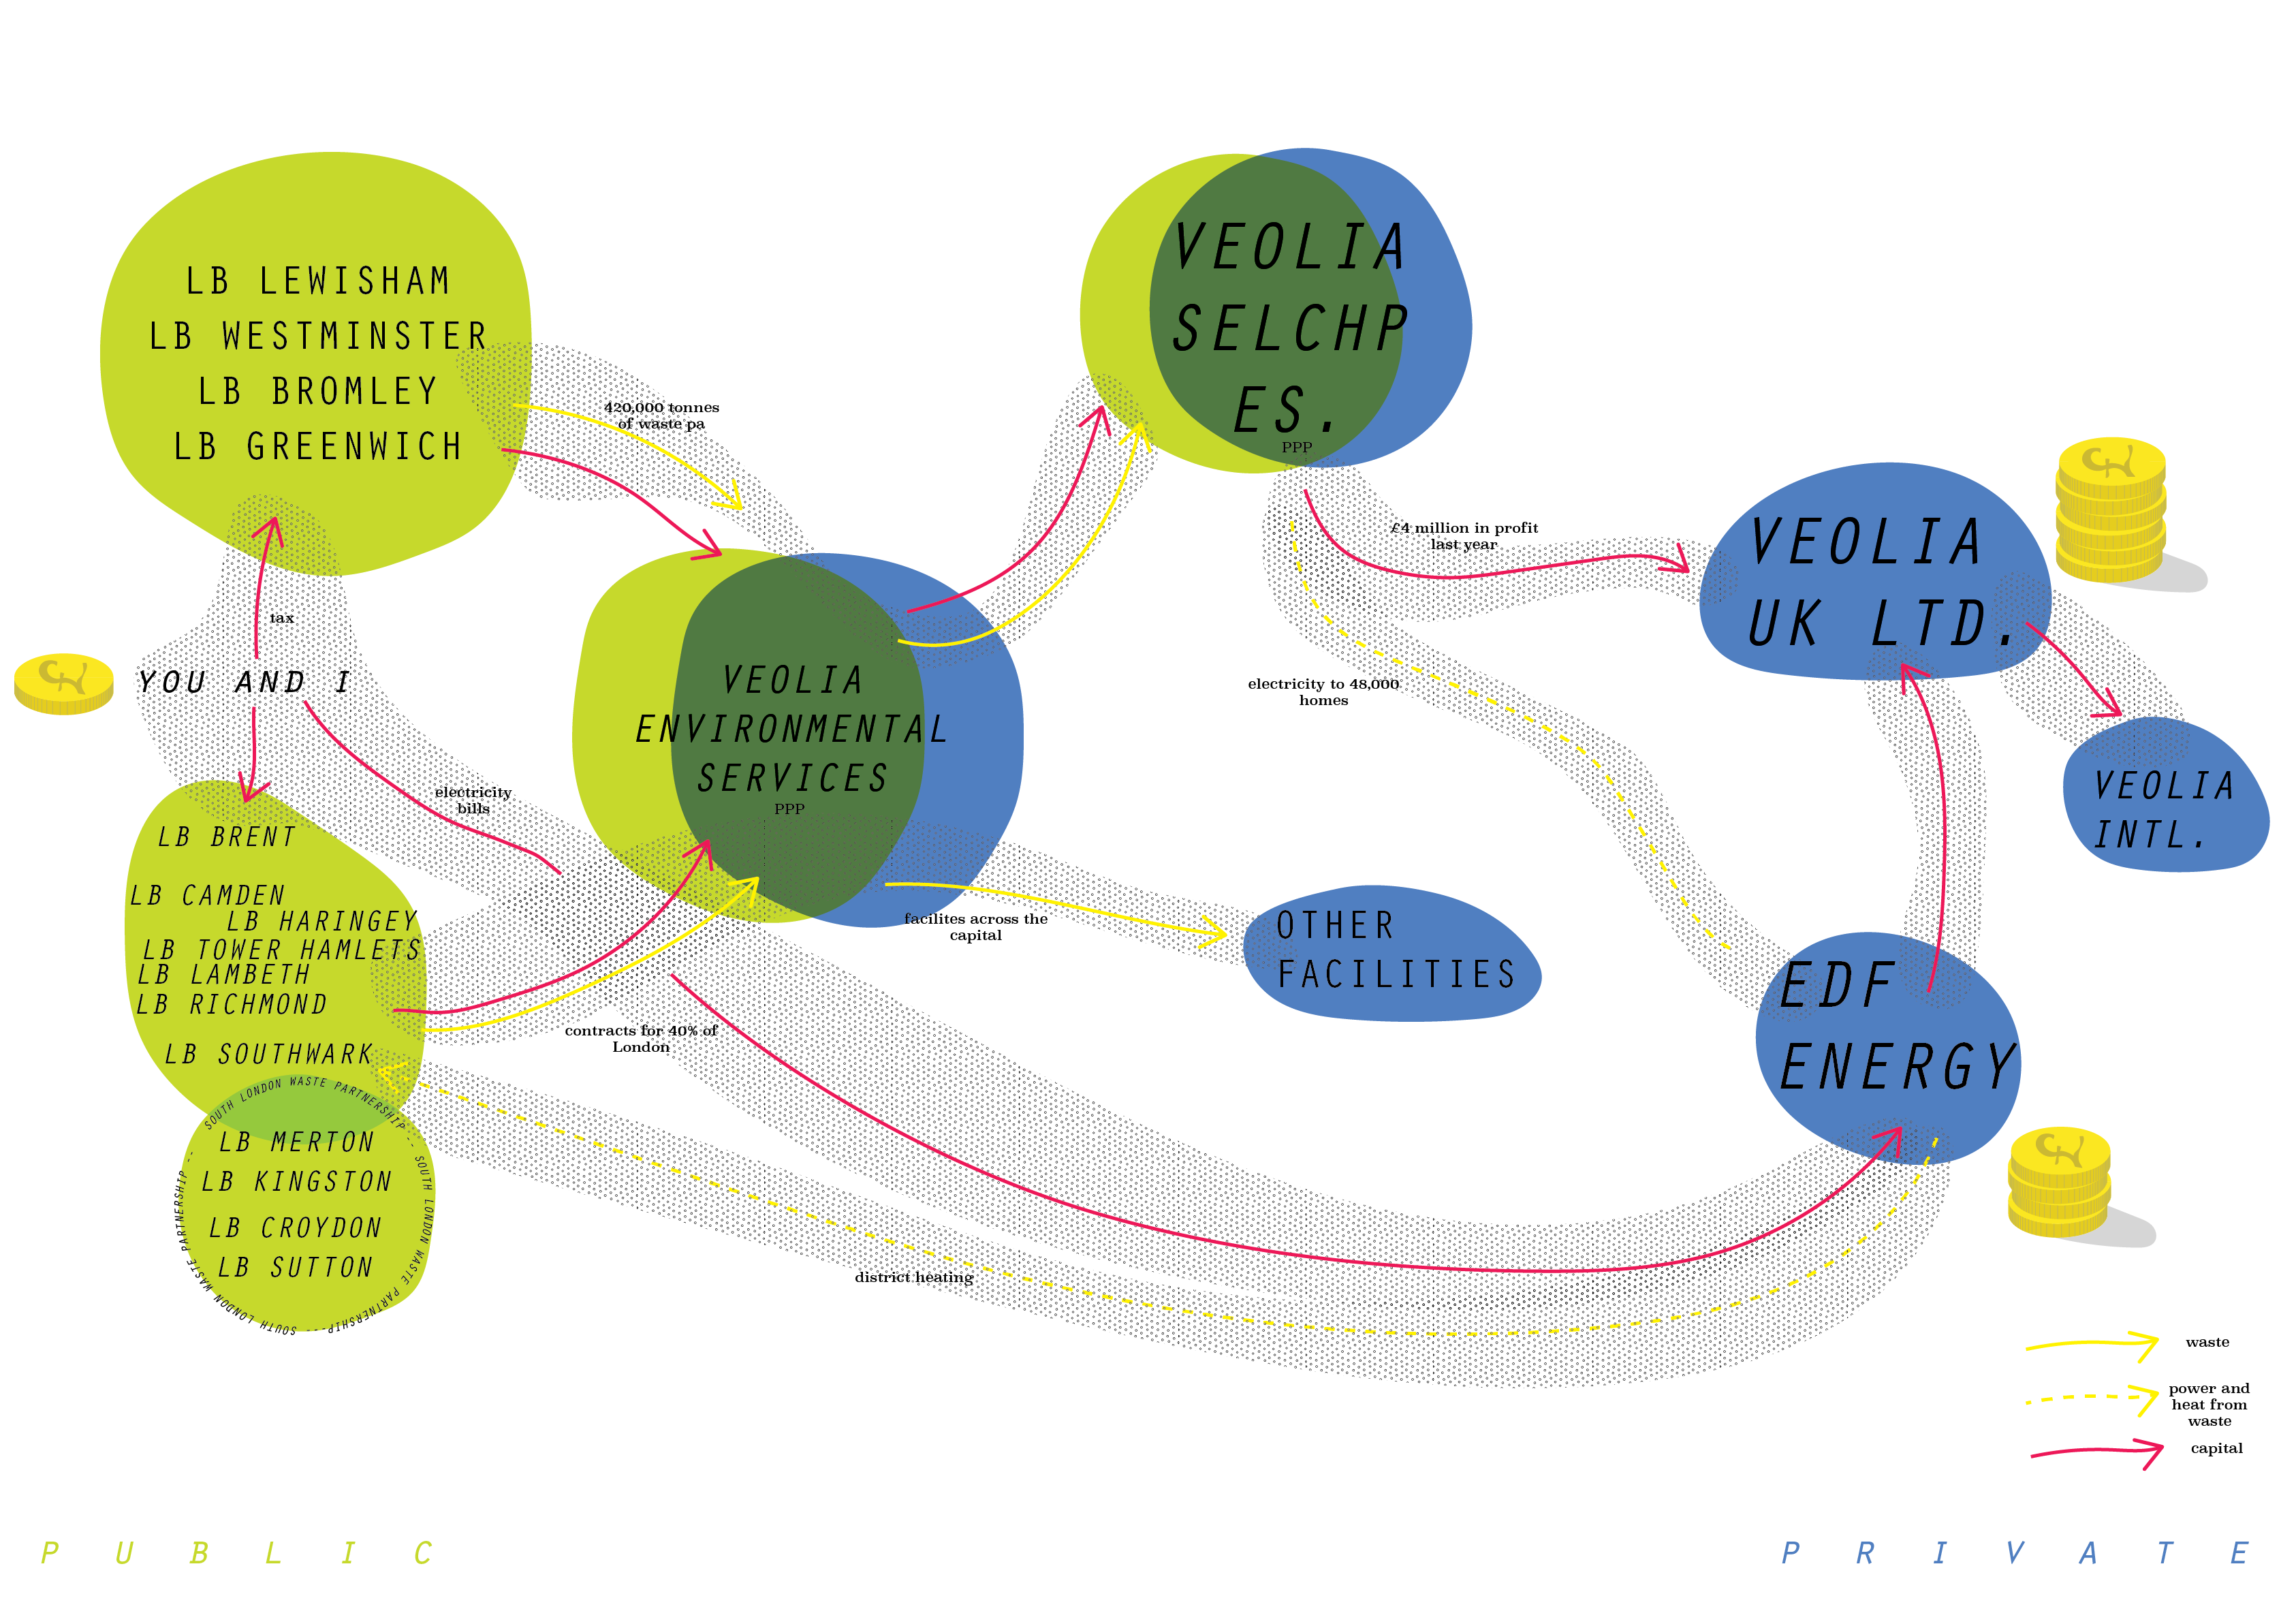 LB LEWISHAM
LB WESTMINSTER
LB BROMLEY
LB GREENWICH
420,000 tonnes
of waste pa
VEOLIA
SELCHP
ES.
PPP
£4 million in profit
last year
VEOLIA
UK LTD.
tax
YOU AND I
electricity
bills
VEOLIA
ENVIRONMENTAL
SERVICES
PPP
electricity to 48,000
homes
VEOLIA
INTL.
LB BRENT
LB CAMDEN
LB HARINGEY
LB TOWER HAMLETS
LB LAMBETH
LB RICHMOND
LB SOUTHWARK
contracts for 40% of
London
facilites across the
capital
OTHER
FACILITIES
EDF
ENERGY
SOUTH LONDON WASTE PARTNERSHIP -- SOUTH LONDON WASTE PARTNERSHIP--- SOUTH LONDON WASTE PARTNERSHIP --
LB MERTON
LB KINGSTON
LB CROYDON
LB SUTTON
district heating
waste
power and
heat from
waste
capital
PUBLIC
PRIVATE